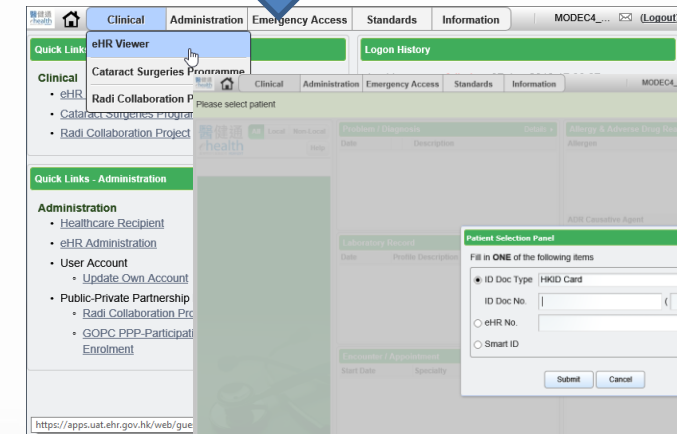 Clinical Administration Emergency Access Standards Information MODEC4_... (Logout)
Quick Links
eHR Viewer
Logon History
Cataract Surgeries Programme
Clinical
eHR
Radi Collaboration P
Cataract Surgeries Program
Radi Collaboration Project
Quick Links - Administration
Administration
Healthcare Recipient
eHR Administration
User Account
Update Own Account
Public-Private Partnership
Radi Collaboration Pro
GOPC PPP-Participati
Enrolment
https://apps.uat.ehr.gov.hk/web/gue
Clinical Administration Emergency Access Standards Information MODEC4_
Please select patient
醫健通
ehealth
All Local Non-Local
Help
Problem / Diagnosis
Date Description
Allergy & Adverse Drug Rea
Allergen
ADR Causative Agent
Laboratory Record
Date Profile Description
Encounter / Appointment
Start Date Specialty
Patient Selection Panel
Fill in ONE of the following items
ID Doc Type HKID Card
ID Doc No. (
eHR No.
Smart ID
Submit Cancel